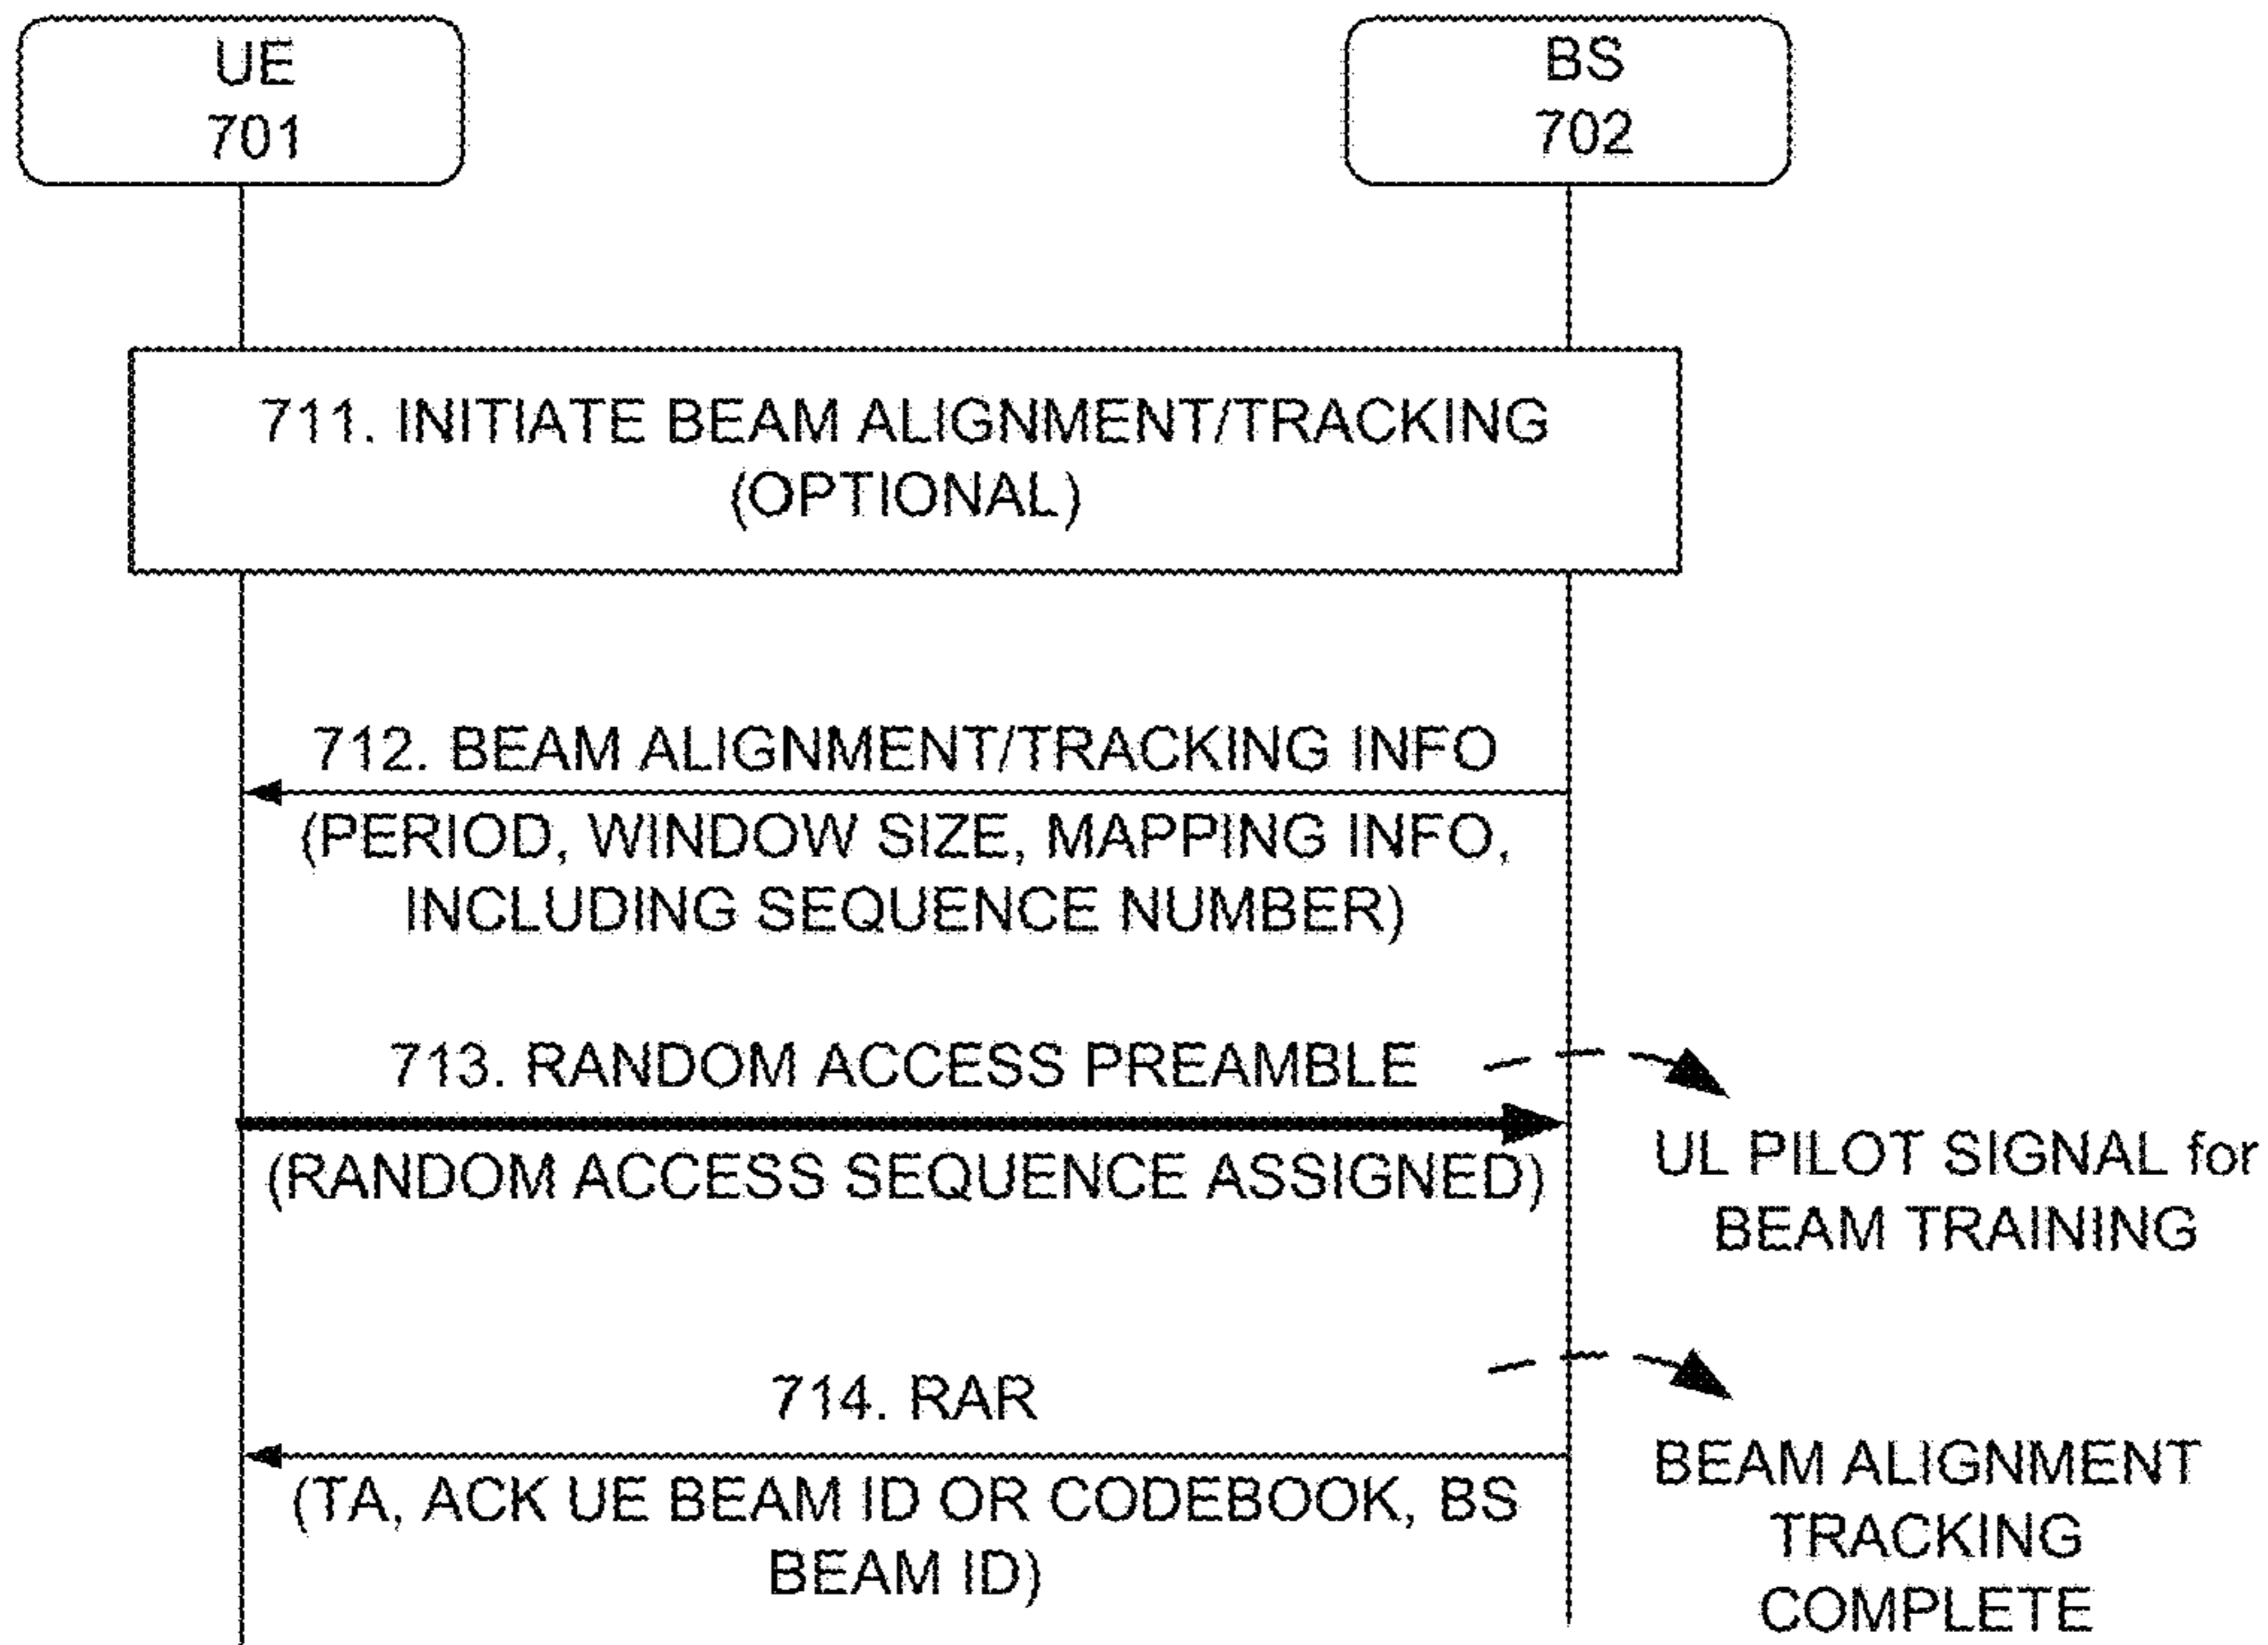 UE
701
BS
702
711. INITIATE BEAM ALIGNMENT/TRACKING
(OPTIONAL)
712. BEAM ALIGNMENT/TRACKING INFO
(PERIOD, WINDOW SIZE, MAPPING INFO,
INCLUDING SEQUENCE NUMBER)
713. RANDOM ACCESS PREAMBLE
(RANDOM ACCESS SEQUENCE ASSIGNED)
UL PILOT SIGNAL for
BEAM TRAINING
714. RAR
(TA, ACK UE BEAM ID OR CODEBOOK, BS
BEAM ID)
BEAM ALIGNMENT
TRACKING
COMPLETE